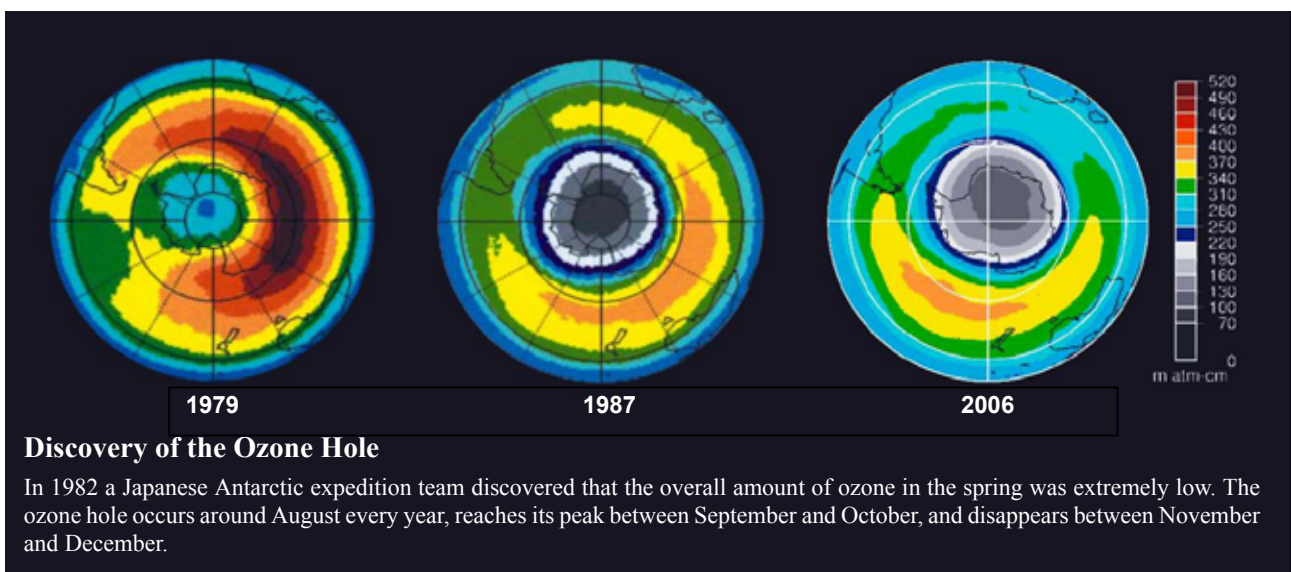 520
490
460
430
400
370
340
310
280
250
220
190
160
130
100
70
0
m atm-cm
1979 1987 2006
Discovery of the Ozone Hole
In 1982 a Japanese Antarctic expedition team discovered that the overall amount of ozone in the spring was extremely low. The
ozone hole occurs around August every year, reaches its peak between September and October, and disappears between November
and December.